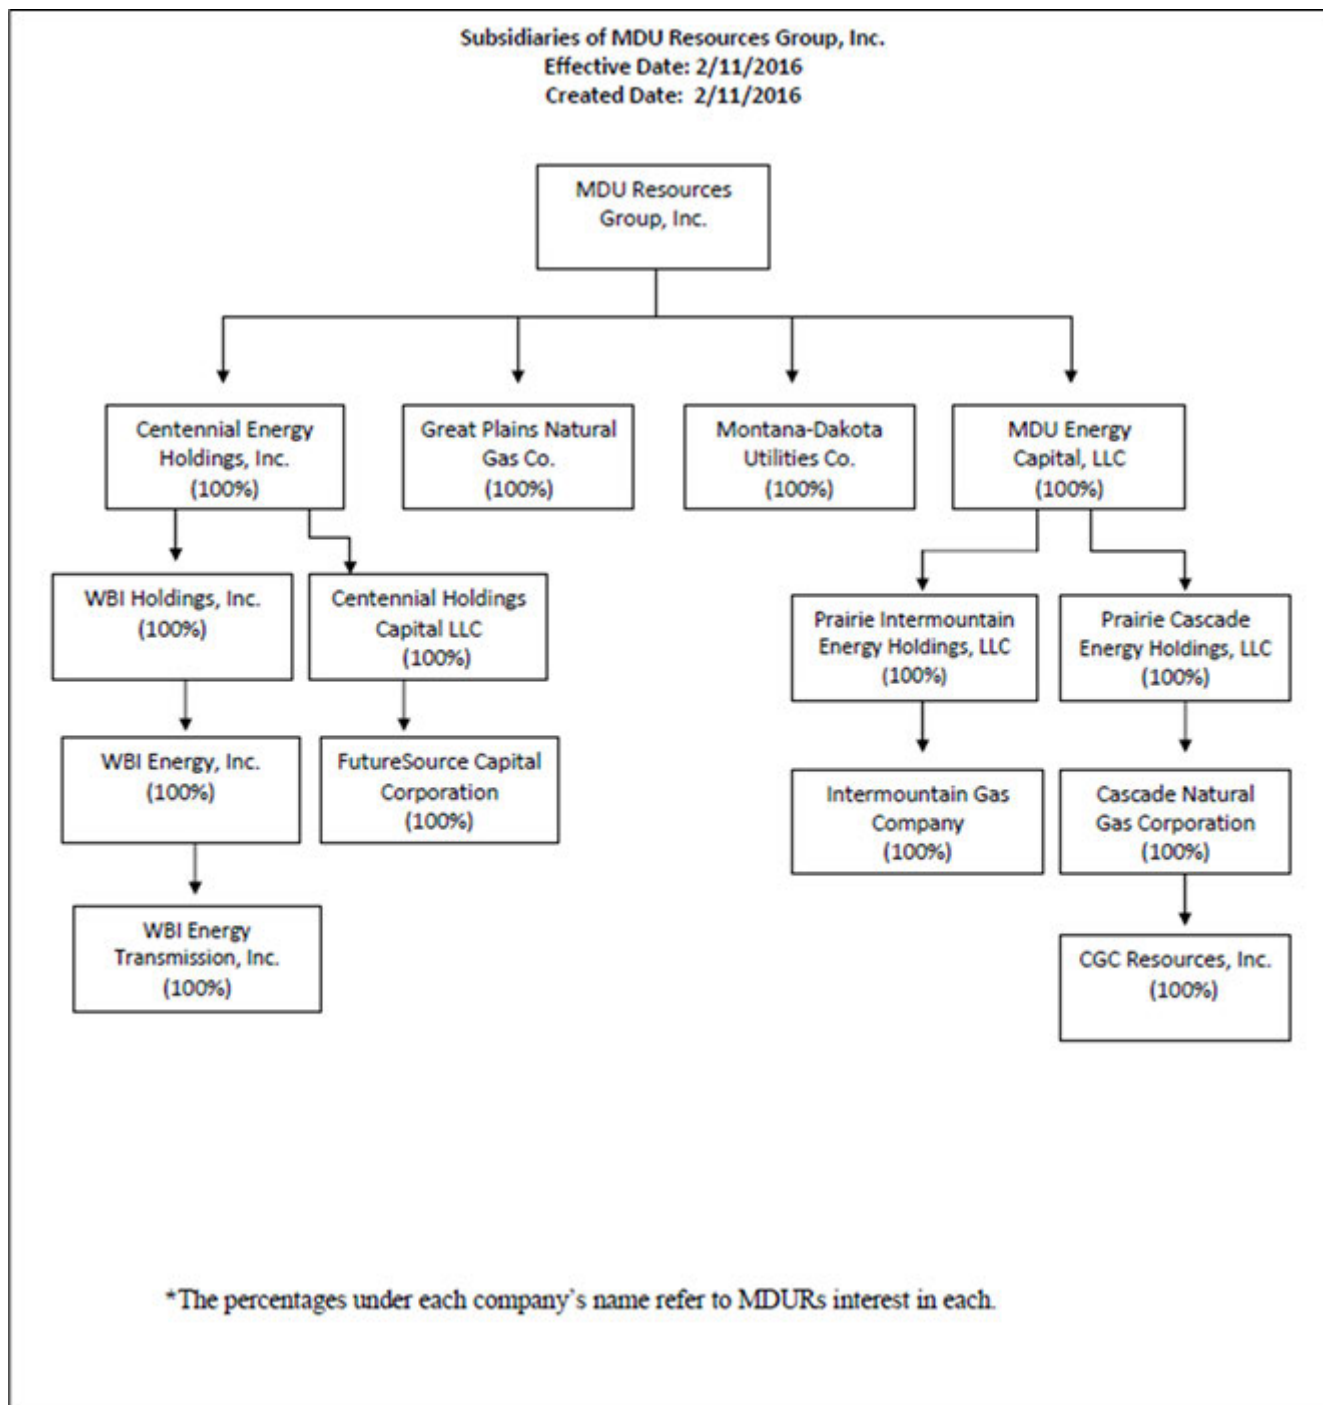 Subsidiaries of MDU Resources Group, Inc.
Effective Date: 2/11/2016
Created Date: 2/11/2016
MDU Resources
Group, Inc.
Centennial Energy
Holdings, Inc.
(100%)
Great Plains Natural
Gas Co.
(100%)
Montana-Dakota
Utilities Co.
(100%)
MDU Energy
Capital, LLC
(100%)
WBI Holdings, Inc.
(100%)
Centennial Holdings
Capital LLC
(100%)
Prairie Intermountain
Energy Holdings, LLC
(100%)
Prairie Cascade
Energy Holdings, LLC
(100%)
WBI Energy, Inc.
(100%)
FutureSource Capital
Corporation
(100%)
Intermountain Gas
Company
(100%)
Cascade Natural
Gas Corporation
(100%)
WBI Energy
Transmission, Inc.
(100%)
CGC Resources, Inc.
(100%)
*The percentages under each company's name refer to MDURs interest in each.